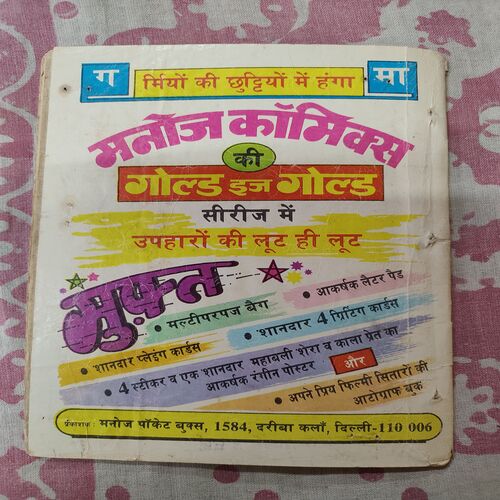 गर्मियों की छुट्टियों में हंगामा
मनोज कॉमिक्स
की
गोल्ड इज गोल्ड
सीरीज में
उपहारों की लूट ही लूट
मुफ़्त
• आकर्षक लैटर पैड
• मल्टीपरपज बैग
• शानदार 4 ग्रिटिंग कार्डस
• शानदार प्लेइंग कार्डस
• 4 स्टीकर व एक शानदार महाबली शेरा व काला प्रेत का
आकर्षक रंगीन पोस्टर
और
• अपने प्रिय फिल्मी सितारों की
आटोग्राफ बुक
प्रकाशक : मनोज पॉकेट बुक्स, 1584, दरीबा कलाँ, दिल्ली-110 006